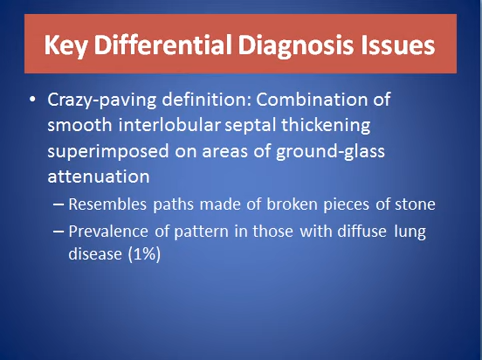 Key Differential Diagnosis Issues
• Crazy-paving definition: Combination of
smooth interlobular septal thickening
superimposed on areas of ground-glass
attenuation
– Resembles paths made of broken pieces of stone
– Prevalence of pattern in those with diffuse lung
disease (1%)